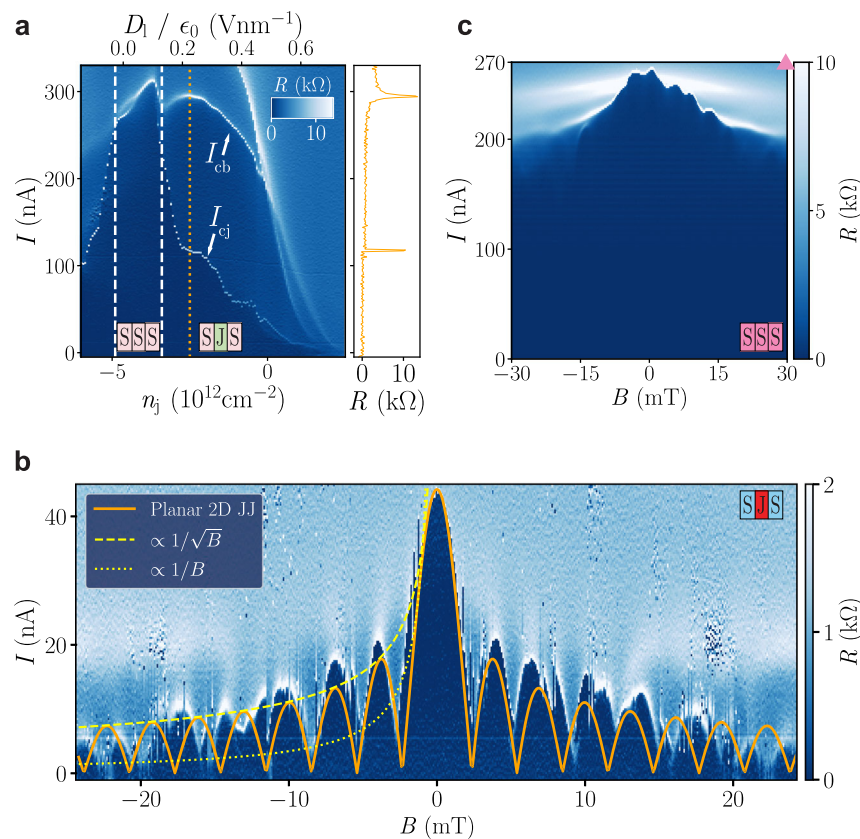 a
D_l / ϵ_0 (Vnm^−1)
0.0 0.2 0.4 0.6
R (kΩ)
0 10
I_cb
I_cj
I (nA)
300
200
100
0
S S S
S J S
−5 0
n_j (10^12 cm^−2)
0 10
R (kΩ)
c
270
200
100
0
I (nA)
S S S
−30 −15 0 15 30
B (mT)
10
5
0
R (kΩ)
b
Planar 2D JJ
∝ 1/√B
∝ 1/B
S J S
40
20
0
I (nA)
−20 −10 0 10 20
B (mT)
2
1
0
R (kΩ)